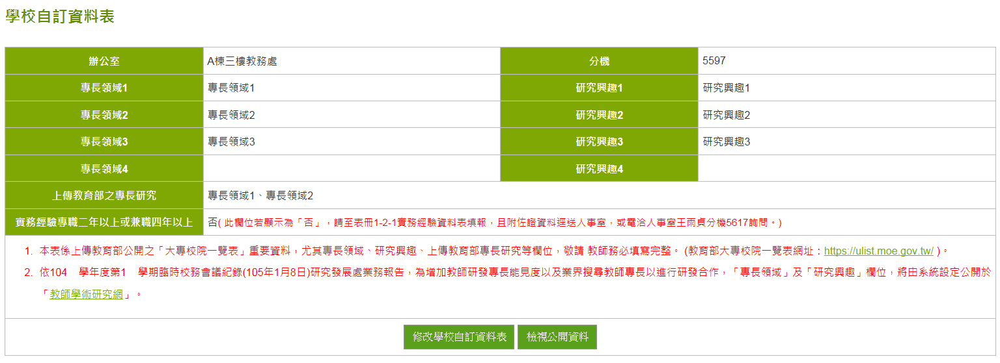 學校自訂資料表
辦公室 A棟三樓教務處 分機 5597
專長領域1 專長領域1 研究興趣1 研究興趣1
專長領域2 專長領域2 研究興趣2 研究興趣2
專長領域3 專長領域3 研究興趣3 研究興趣3
專長領域4 研究興趣4
上傳教育部之專長研究 專長領域1、專長領域2
實務經驗專職二年以上或兼職四年以上 否( 此欄位若顯示為「否」，請至表冊1-2-1實務經驗資料表填報，且附佐證資料逕送人事室，或電洽人事室王雨貞分機5617詢問。)
1. 本表係上傳教育部公開之「大專校院一覽表」重要資料，尤其專長領域、研究興趣、上傳教育部專長研究等欄位，敬請 教師務必填寫完整。 (教育部大專校院一覽表網址：https://ulist.moe.gov.tw/ )。
2. 依104 學年度第1 學期臨時校務會議紀錄(105年1月8日)研究發展處業務報告，為增加教師研發專長能見度以及業界搜尋教師專長以進行研發合作，「專長領域」及「研究興趣」欄位，將由系統設定公開於
「教師學術研究網」。
修改學校自訂資料表 檢視公開資料